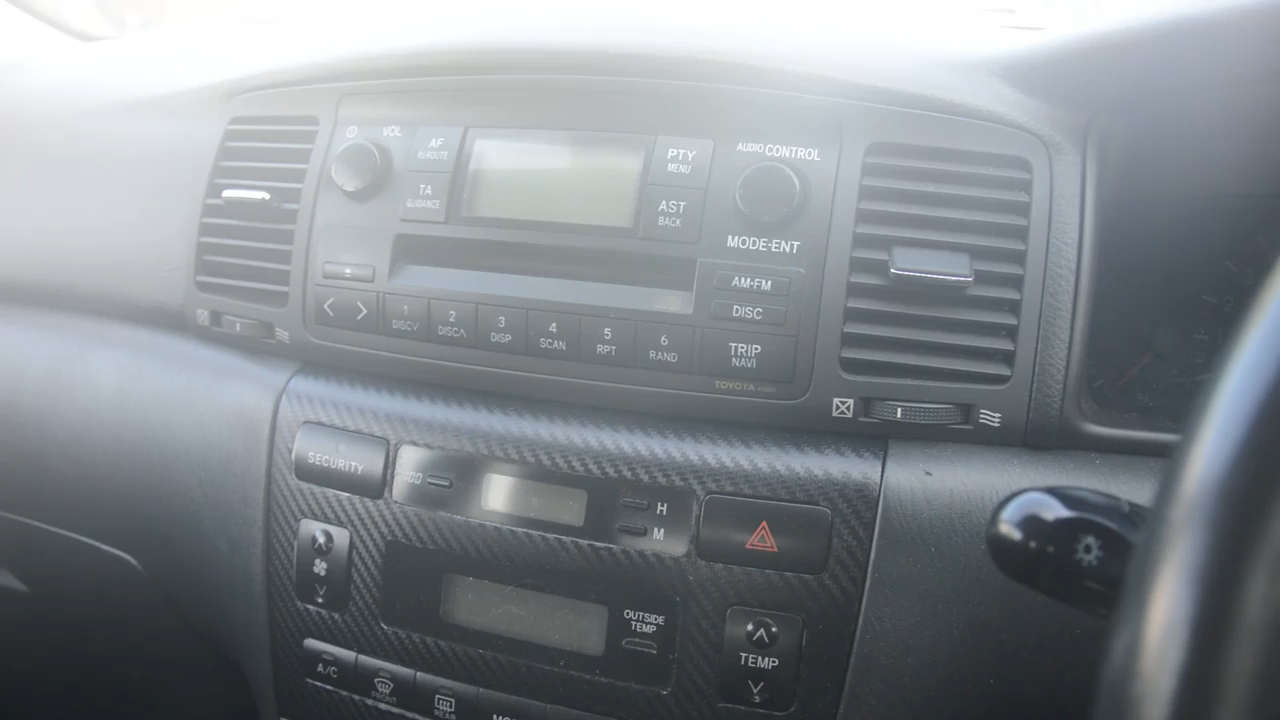 VOL
AF
RE.ROUTE
TA
GUIDANCE
PTY
MENU
AST
BACK
AUDIO CONTROL
MODE·ENT
AM·FM
DISC
1
DISC∨
2
DISC∧
3
DISP
4
SCAN
5
RPT
6
RAND
TRIP
NAVI
TOYOTA
SECURITY
:00
H
M
OUTSIDE
TEMP
TEMP
A/C
FRONT
REAR